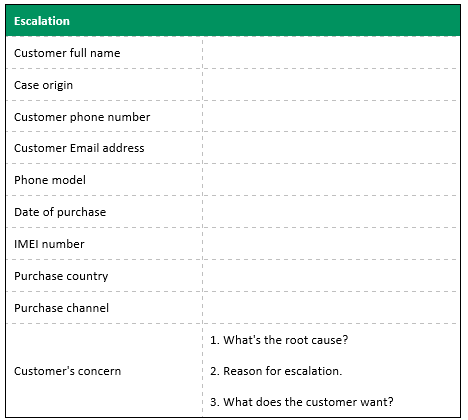 Escalation
Customer full name
Case origin
Customer phone number
Customer Email address
Phone model
Date of purchase
IMEI number
Purchase country
Purchase channel
Customer's concern
1. What's the root cause?
2. Reason for escalation.
3. What does the customer want?